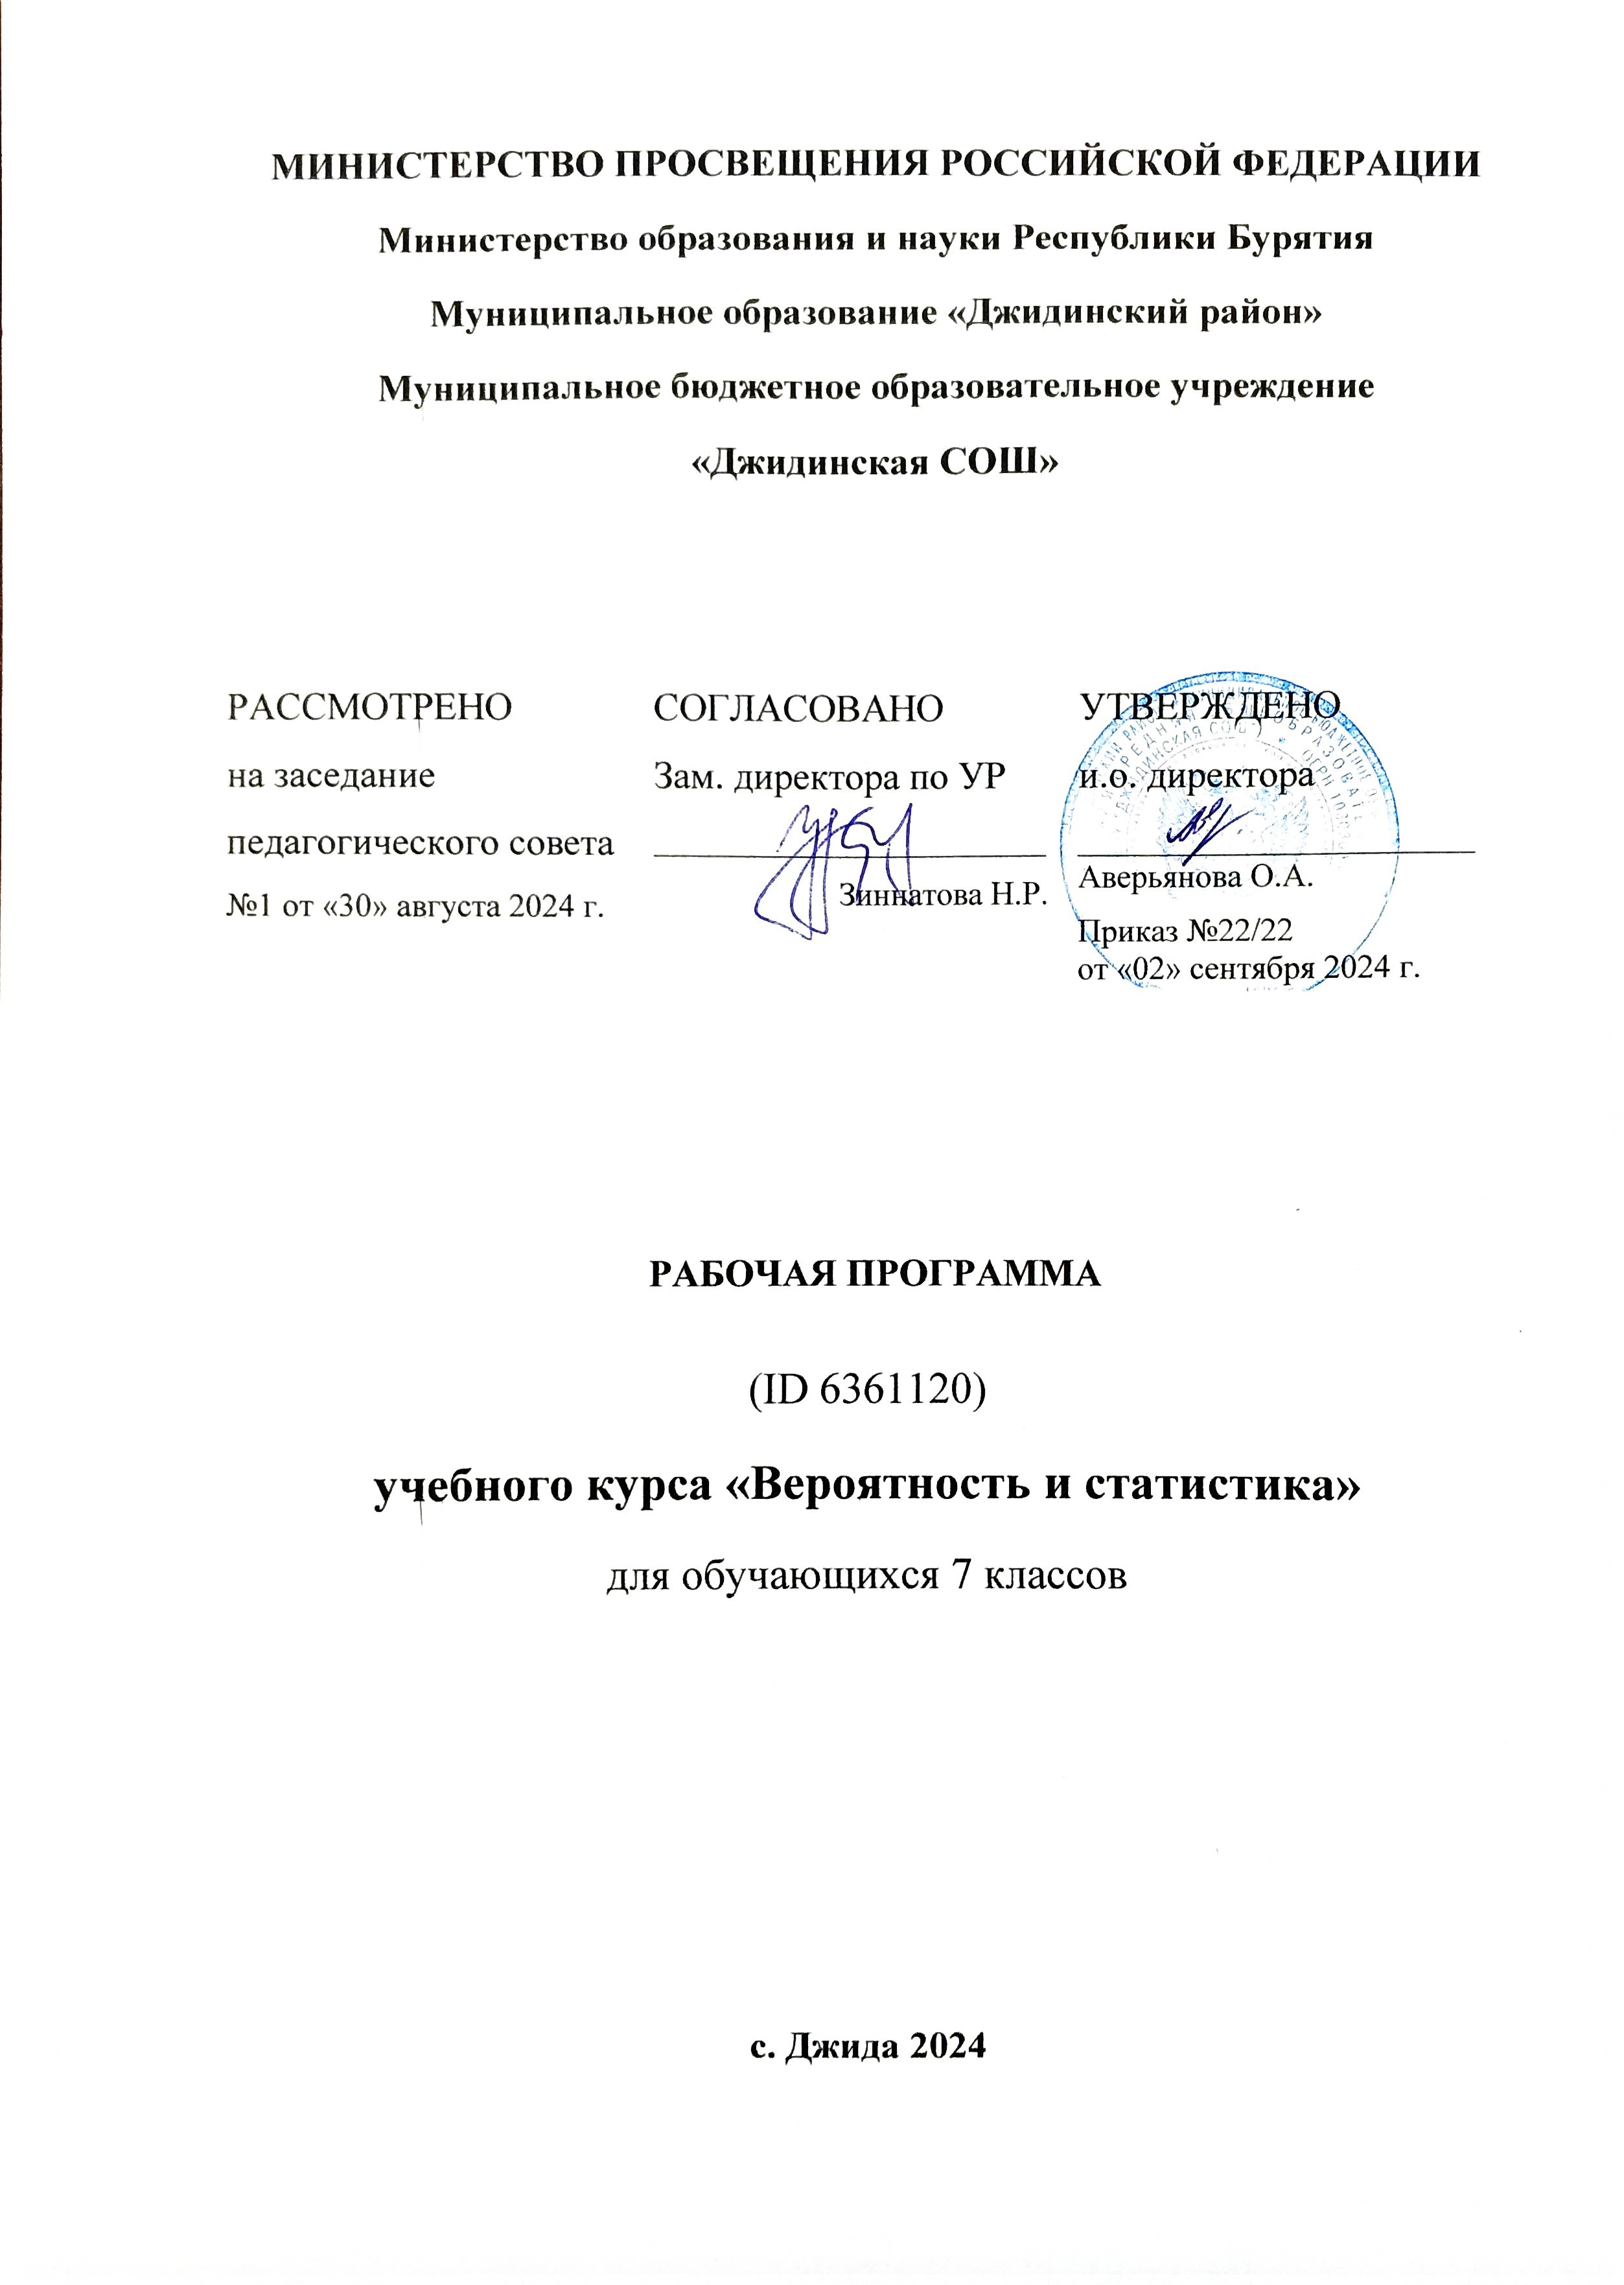 МИНИСТЕРСТВО ПРОСВЕЩЕНИЯ РОССИЙСКОЙ ФЕДЕРАЦИИ
Министерство образования и науки Республики Бурятия
Муниципальное образование «Джидинский район»
Муниципальное бюджетное образовательное учреждение
«Джидинская СОШ»
РАССМОТРЕНО
на заседание
педагогического совета
№1 от «30» августа 2024 г.
СОГЛАСОВАНО
Зам. директора по УР
Зиннатова Н.Р.
УТВЕРЖДЕНО
и.о. директора
Аверьянова О.А.
Приказ №22/22
от «02» сентября 2024 г.
РАБОЧАЯ ПРОГРАММА
(ID 6361120)
учебного курса «Вероятность и статистика»
для обучающихся 7 классов
с. Джида 2024